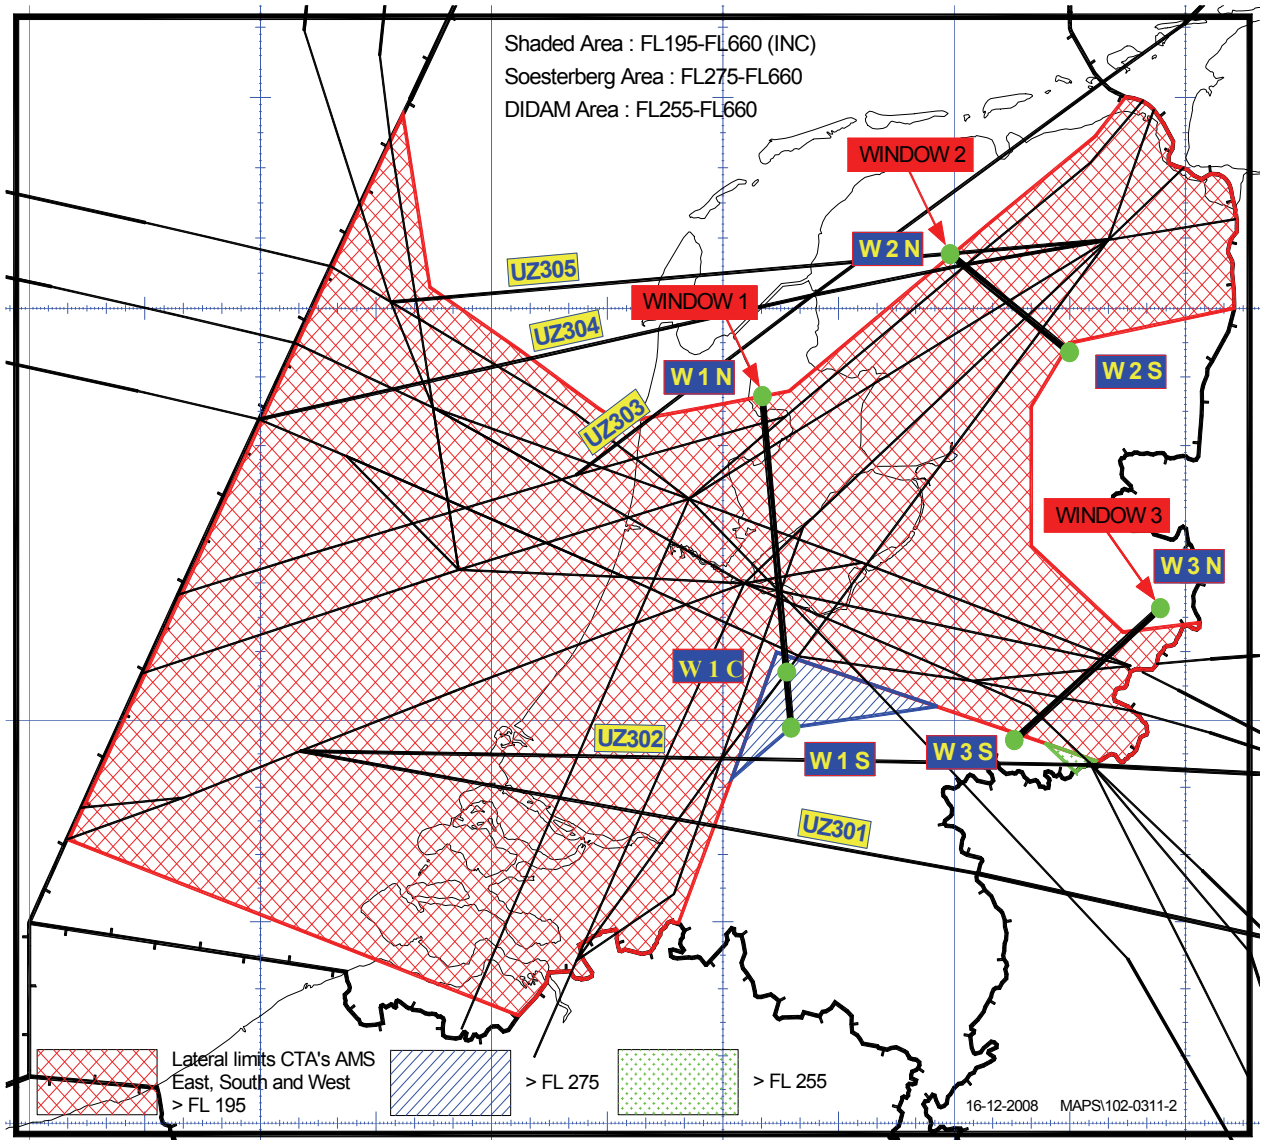 Shaded Area : FL195-FL660 (INC)
Soesterberg Area : FL275-FL660
DIDAM Area : FL255-FL660
WINDOW 2
W 2 N
UZ305
WINDOW 1
UZ304
W 1 N
W 2 S
UZ303
WINDOW 3
W 3 N
W 1 C
UZ302
W 1 S
W 3 S
UZ301
Lateral limits CTA's AMS
East, South and West
> FL 195
> FL 275
> FL 255
16-12-2008 MAPS\102-0311-2